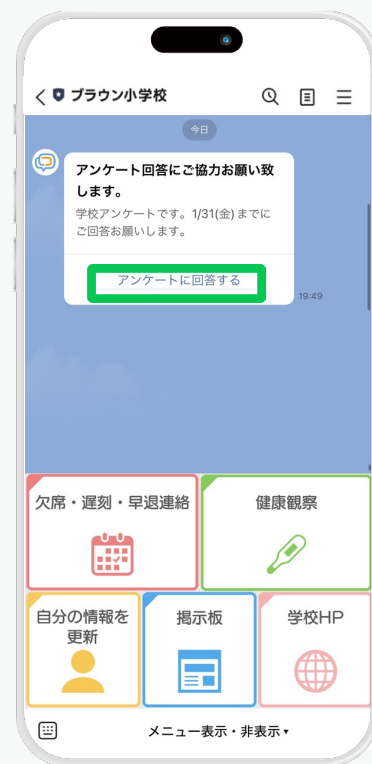 ブラウン小学校
今日
アンケート回答にご協力お願い致
します。
学校アンケートです。1/31(金)までに
ご回答お願いします。
アンケートに回答する
19:49
欠席・遅刻・早退連絡
健康観察
自分の情報を
更新
掲示板
学校HP
メニュー表示・非表示▾